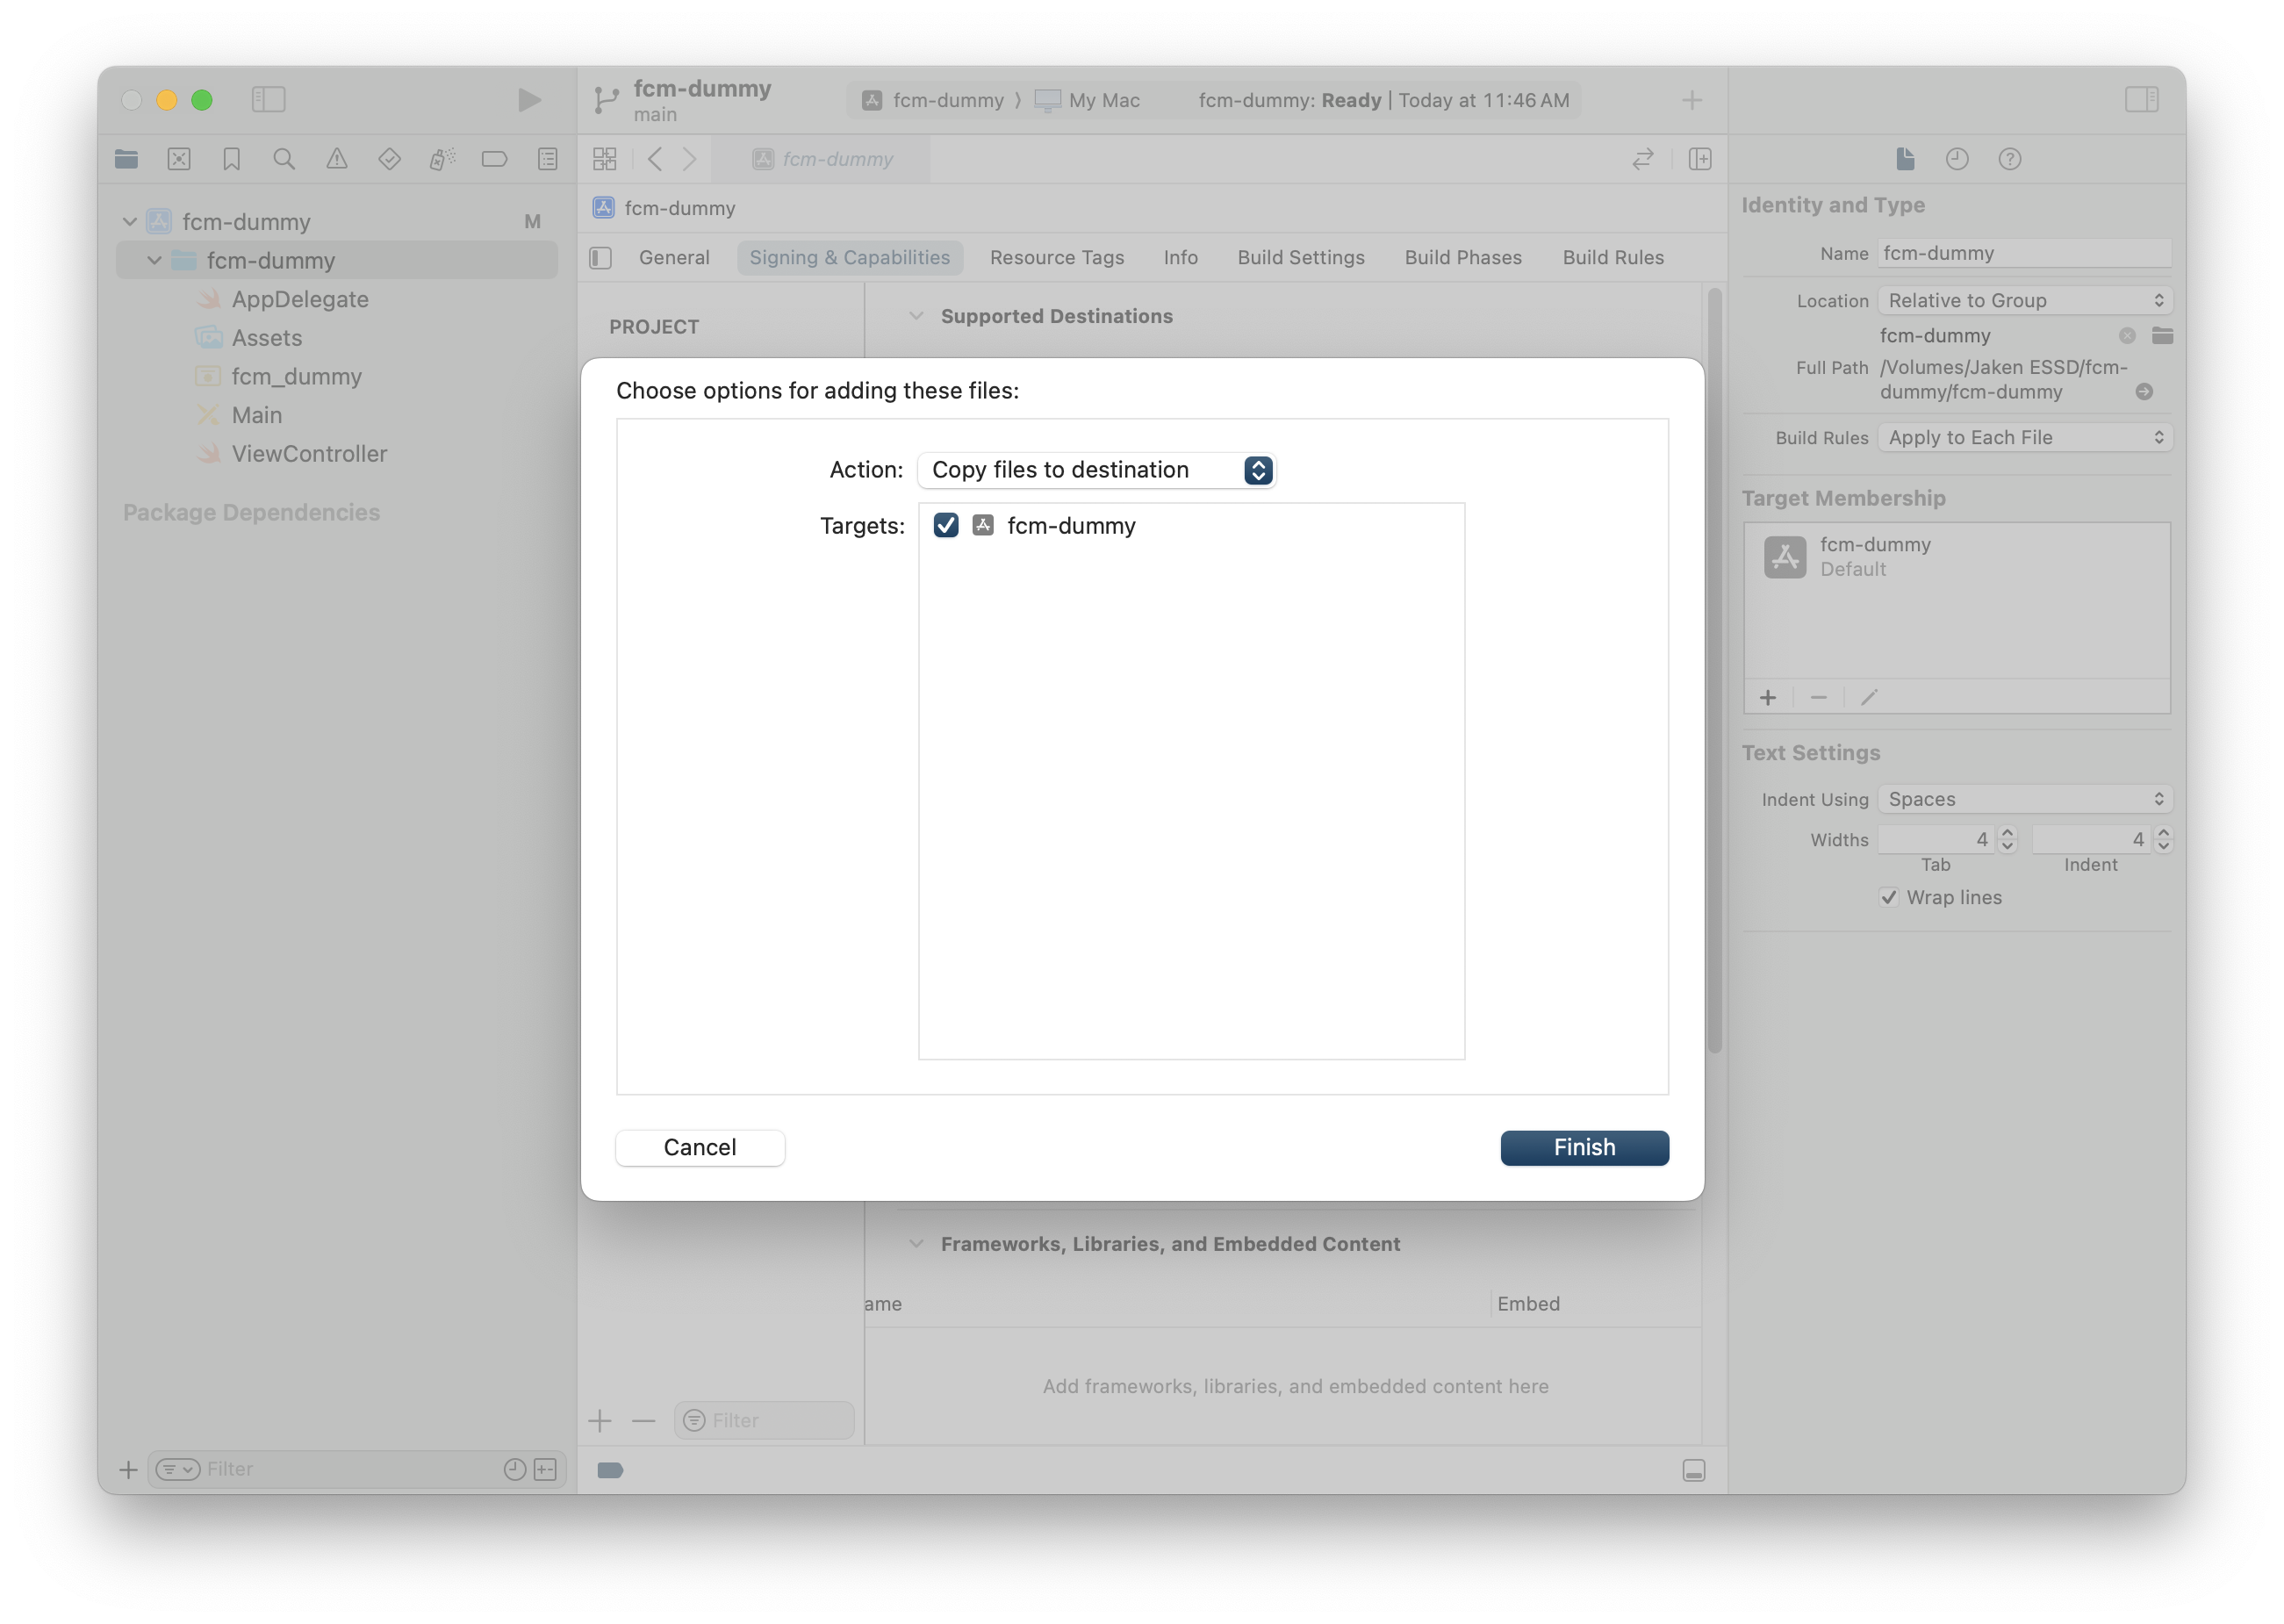 fcm-dummy
main
fcm-dummy
My Mac
fcm-dummy: Ready | Today at 11:46 AM
fcm-dummy
fcm-dummy
General
Signing & Capabilities
Resource Tags
Info
Build Settings
Build Phases
Build Rules
fcm-dummy M
fcm-dummy
AppDelegate
Assets
fcm_dummy
Main
ViewController
Package Dependencies
Filter
PROJECT
Supported Destinations
Choose options for adding these files:
Action: Copy files to destination
Targets: fcm-dummy
Cancel
Finish
Frameworks, Libraries, and Embedded Content
ame
Embed
Add frameworks, libraries, and embedded content here
Filter
Identity and Type
Name fcm-dummy
Location Relative to Group
fcm-dummy
Full Path /Volumes/Jaken ESSD/fcm-
dummy/fcm-dummy
Build Rules Apply to Each File
Target Membership
fcm-dummy
Default
Text Settings
Indent Using Spaces
Widths 4 4
Tab Indent
Wrap lines